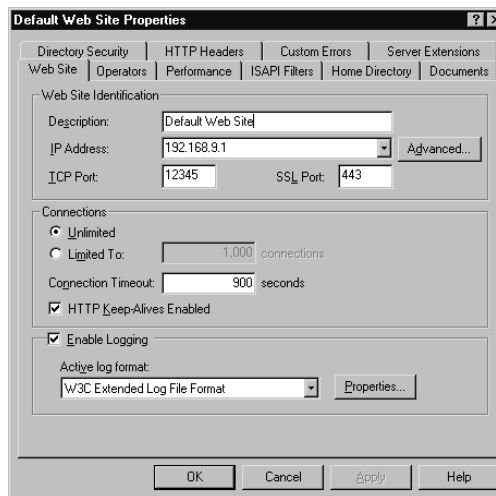 Default Web Site Properties
Directory Security HTTP Headers Custom Errors Server Extensions
Web Site Operators Performance ISAPI Filters Home Directory Documents
Web Site Identification
Description: Default Web Site
IP Address: 192.168.9.1 Advanced...
TCP Port: 12345 SSL Port: 443
Connections
Unlimited
Limited To: 1,000 connections
Connection Timeout: 900 seconds
HTTP Keep-Alives Enabled
Enable Logging
Active log format:
W3C Extended Log File Format Properties...
OK Cancel Apply Help